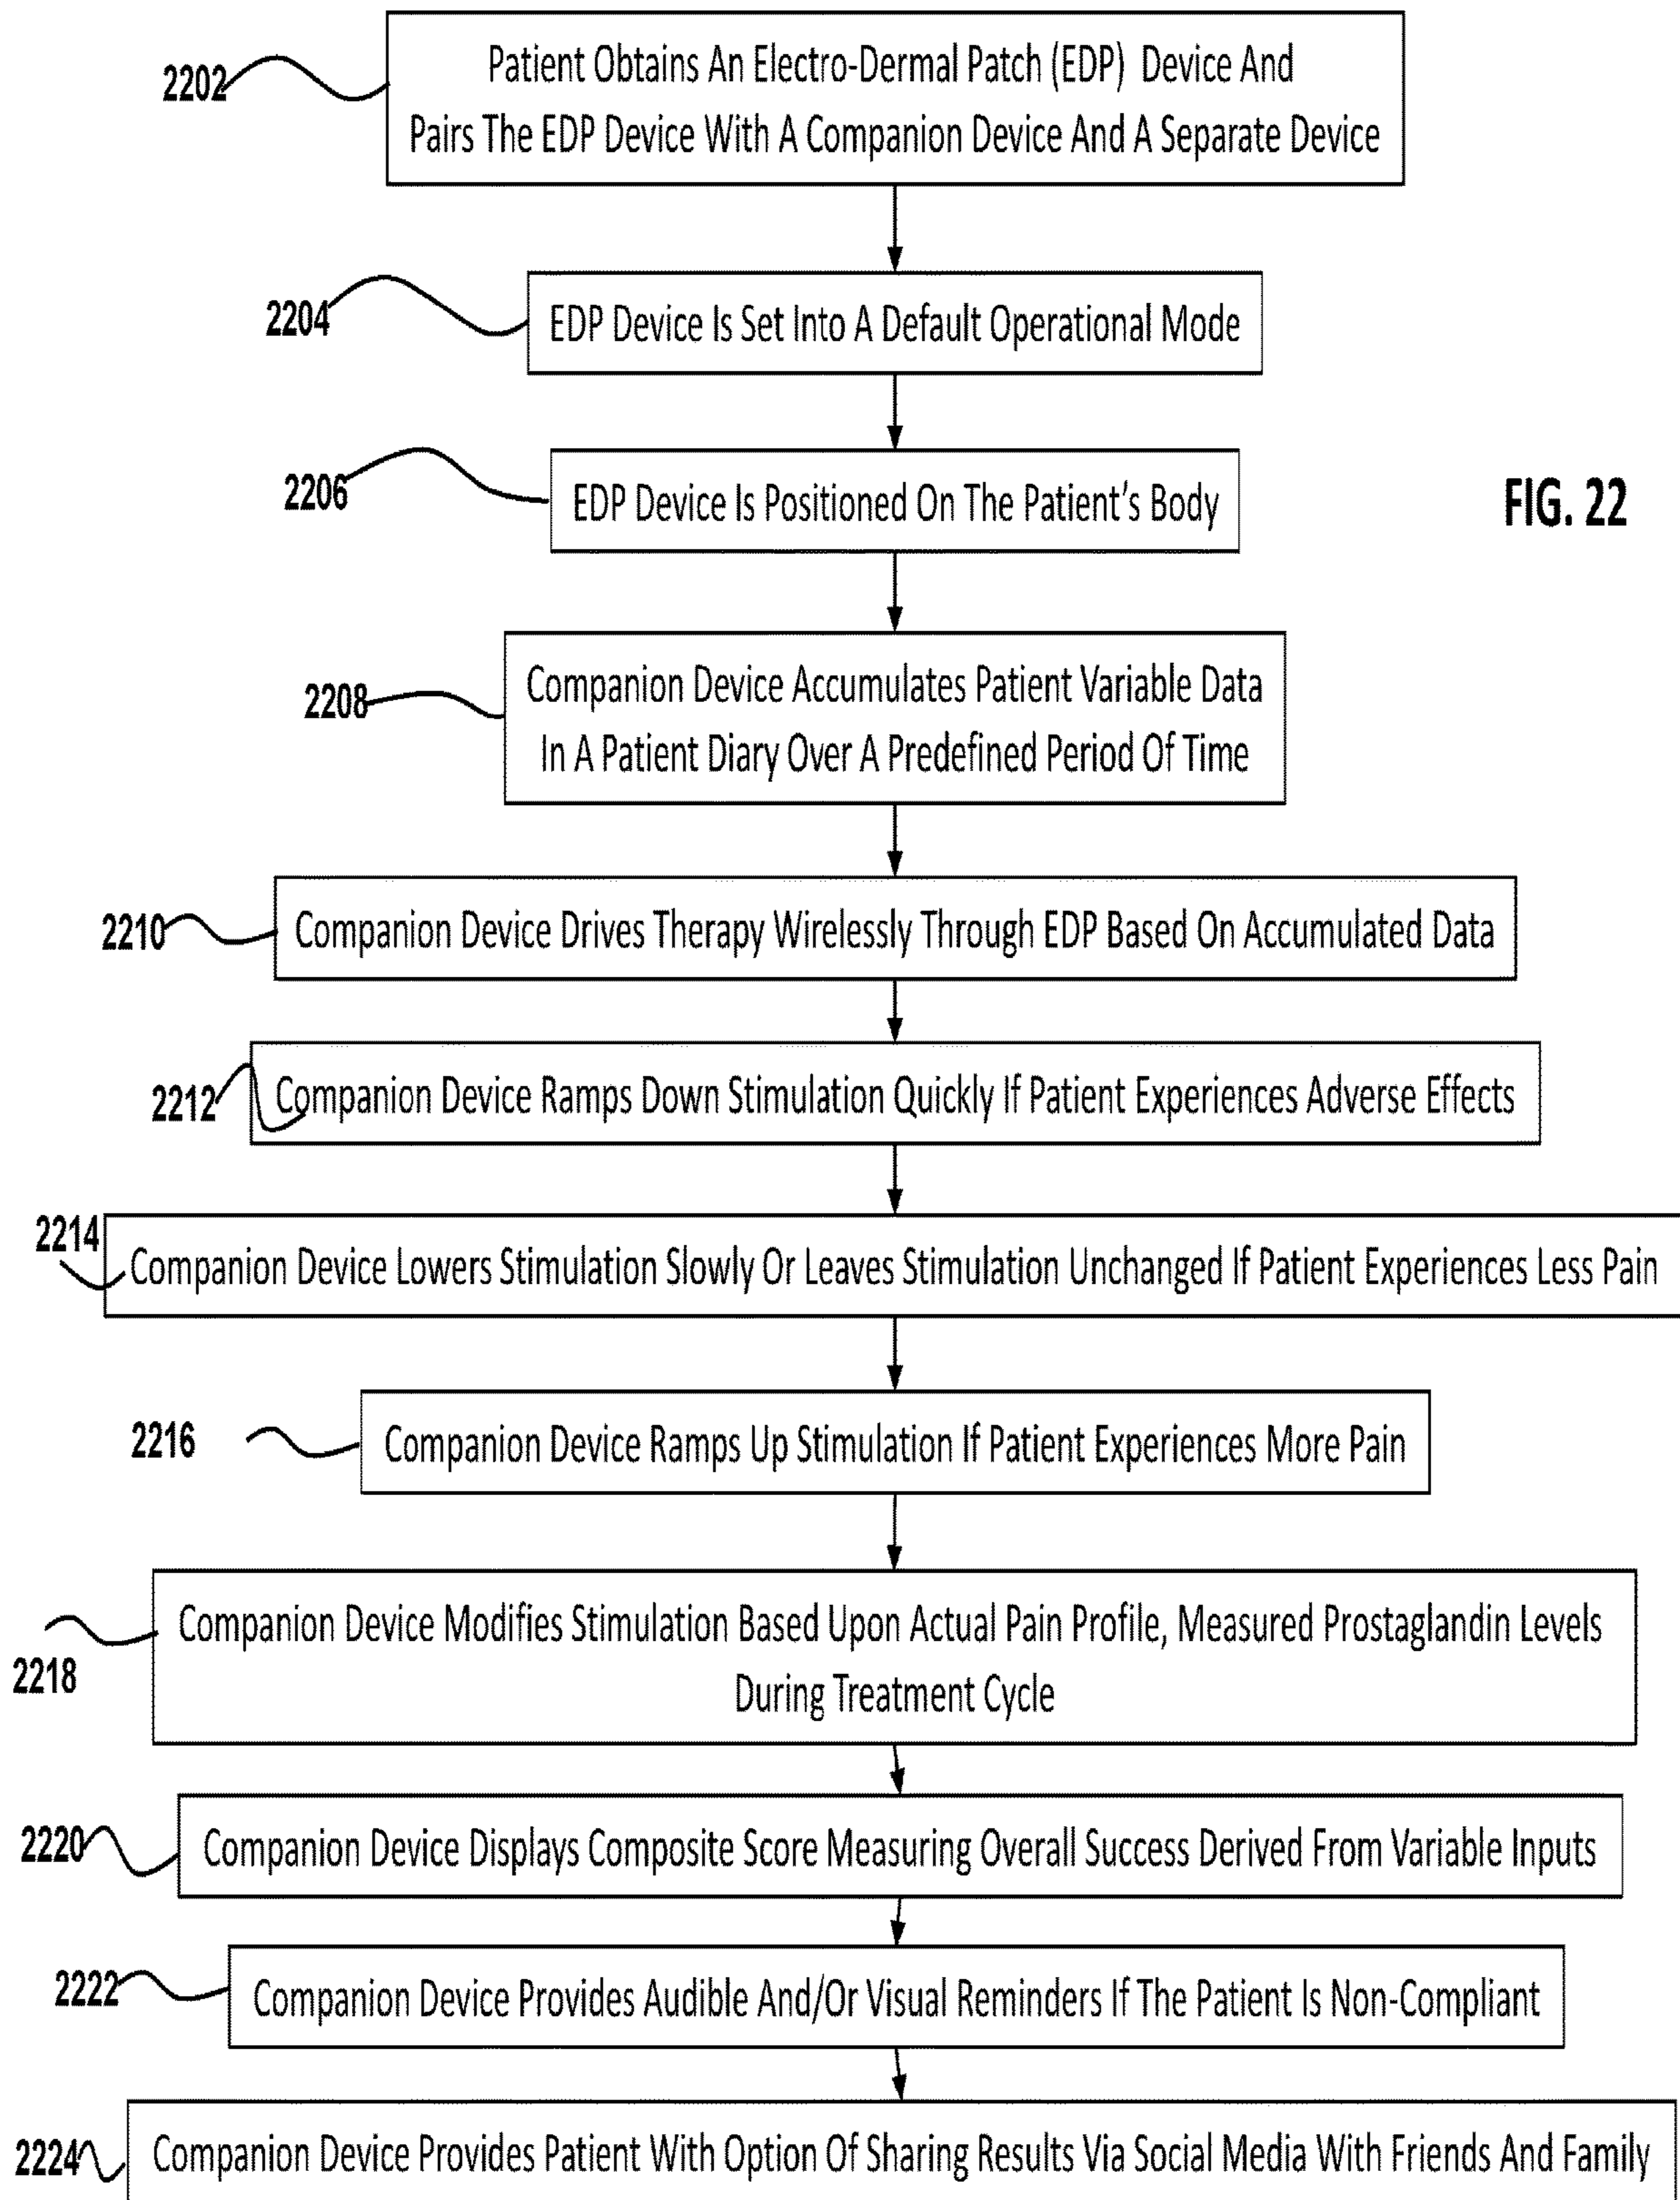 2202
Patient Obtains An Electro-Dermal Patch (EDP) Device And
Pairs The EDP Device With A Companion Device And A Separate Device
2204
EDP Device Is Set Into A Default Operational Mode
2206
EDP Device Is Positioned On The Patient's Body
FIG. 22
2208
Companion Device Accumulates Patient Variable Data
In A Patient Diary Over A Predefined Period Of Time
2210
Companion Device Drives Therapy Wirelessly Through EDP Based On Accumulated Data
2212
Companion Device Ramps Down Stimulation Quickly If Patient Experiences Adverse Effects
2214
Companion Device Lowers Stimulation Slowly Or Leaves Stimulation Unchanged If Patient Experiences Less Pain
2216
Companion Device Ramps Up Stimulation If Patient Experiences More Pain
2218
Companion Device Modifies Stimulation Based Upon Actual Pain Profile, Measured Prostaglandin Levels
During Treatment Cycle
2220
Companion Device Displays Composite Score Measuring Overall Success Derived From Variable Inputs
2222
Companion Device Provides Audible And/Or Visual Reminders If The Patient Is Non-Compliant
2224
Companion Device Provides Patient With Option Of Sharing Results Via Social Media With Friends And Family